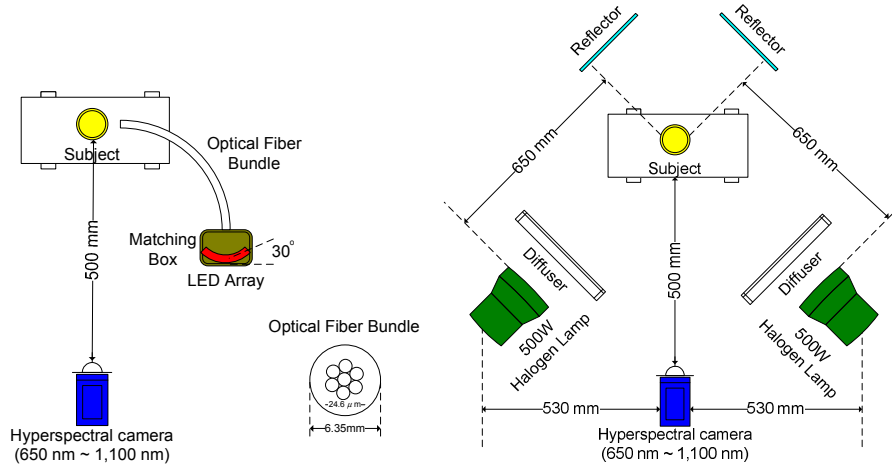 Subject
Optical Fiber
Bundle
500 mm
Matching
Box
30°
LED Array
Hyperspectral camera
(650 nm ~ 1,100 nm)
Optical Fiber Bundle
24.6 μm
6.35mm
Reflector
Reflector
650 mm
650 mm
Subject
500 mm
Diffuser
Diffuser
500W
Halogen Lamp
500W
Halogen Lamp
530 mm
530 mm
Hyperspectral camera
(650 nm ~ 1,100 nm)